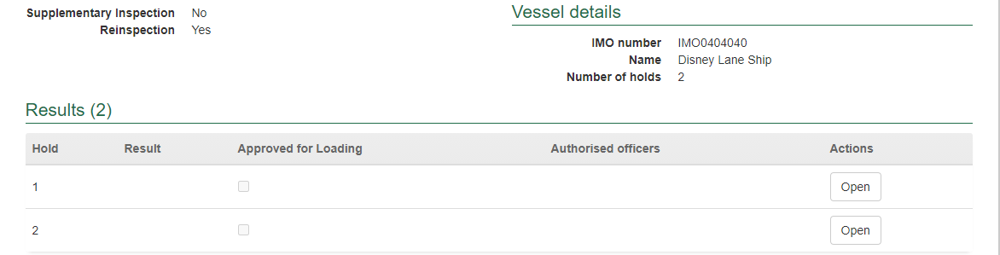 Supplementary Inspection No
Reinspection Yes
Vessel details
IMO number IMO0404040
Name Disney Lane Ship
Number of holds 2
Results (2)
Hold Result Approved for Loading Authorised officers Actions
1 Open
2 Open